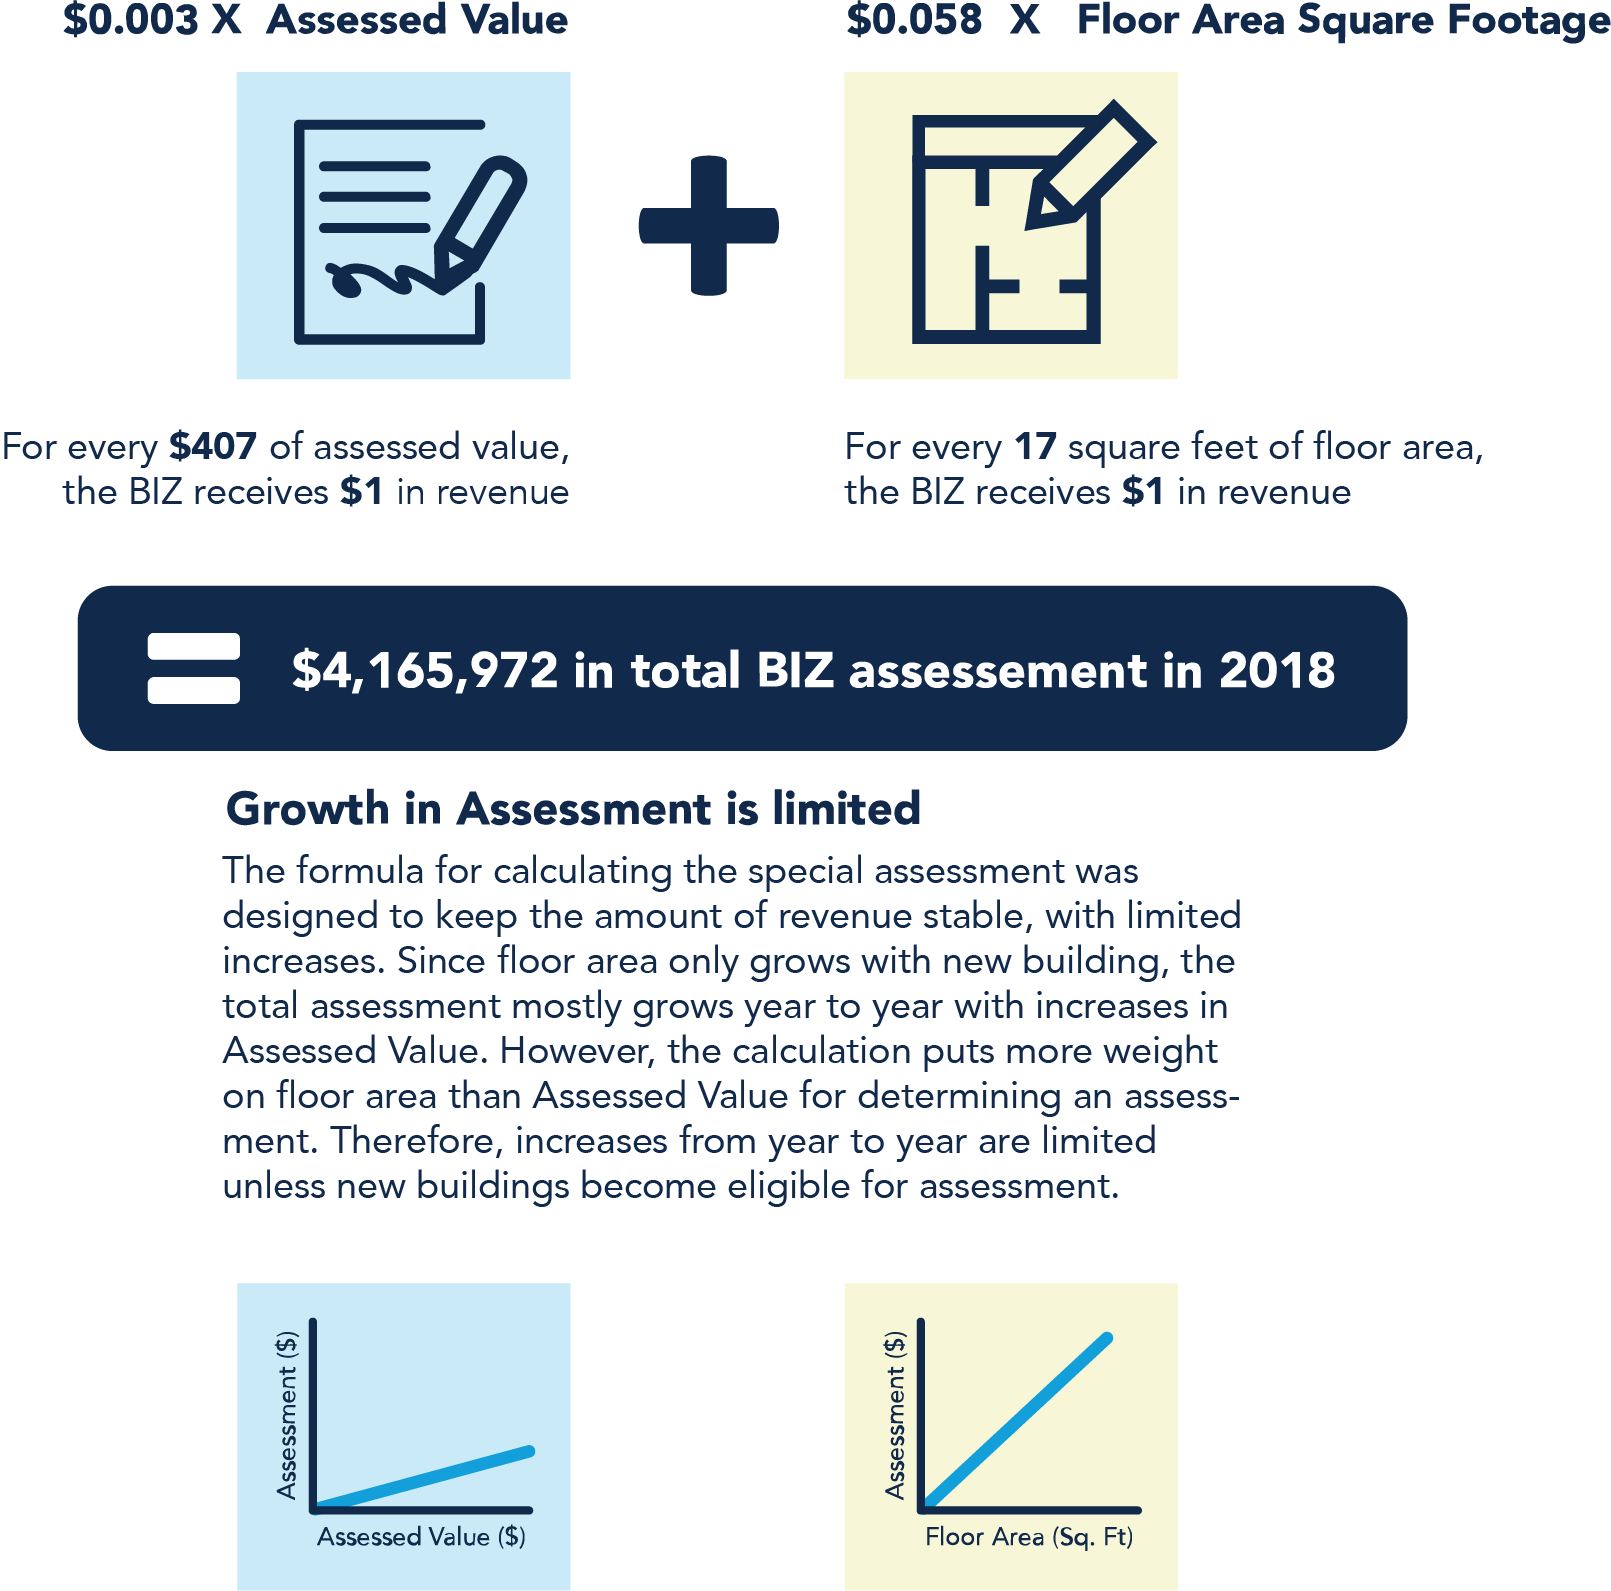 $0.003 X Assessed Value
$0.058 X Floor Area Square Footage
For every $407 of assessed value,
the BIZ receives $1 in revenue
For every 17 square feet of floor area,
the BIZ receives $1 in revenue
= $4,165,972 in total BIZ assessement in 2018
Growth in Assessment is limited
The formula for calculating the special assessment was
designed to keep the amount of revenue stable, with limited
increases. Since floor area only grows with new building, the
total assessment mostly grows year to year with increases in
Assessed Value. However, the calculation puts more weight
on floor area than Assessed Value for determining an assess-
ment. Therefore, increases from year to year are limited
unless new buildings become eligible for assessment.
Assessment ($)
Assessed Value ($)
Assessment ($)
Floor Area (Sq. Ft)